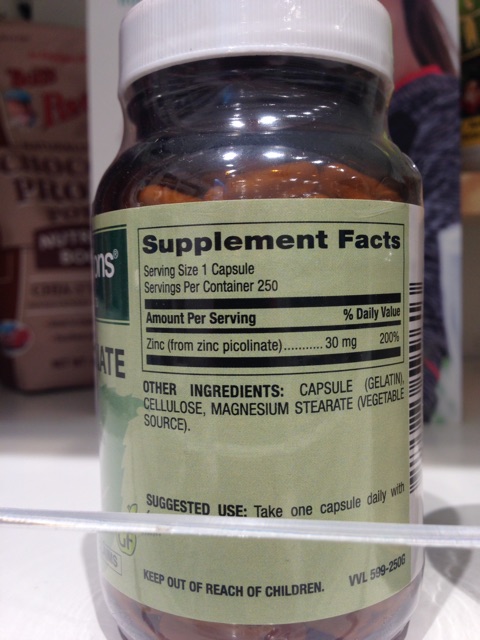 ons®
ATE
Supplement Facts
Serving Size 1 Capsule
Servings Per Container 250
Amount Per Serving % Daily Value
Zinc (from zinc picolinate)........... 30 mg 200%
OTHER INGREDIENTS: CAPSULE (GELATIN),
CELLULOSE, MAGNESIUM STEARATE (VEGETABLE
SOURCE).
SUGGESTED USE: Take one capsule daily with
GF
KEEP OUT OF REACH OF CHILDREN.
VVL 599-250G